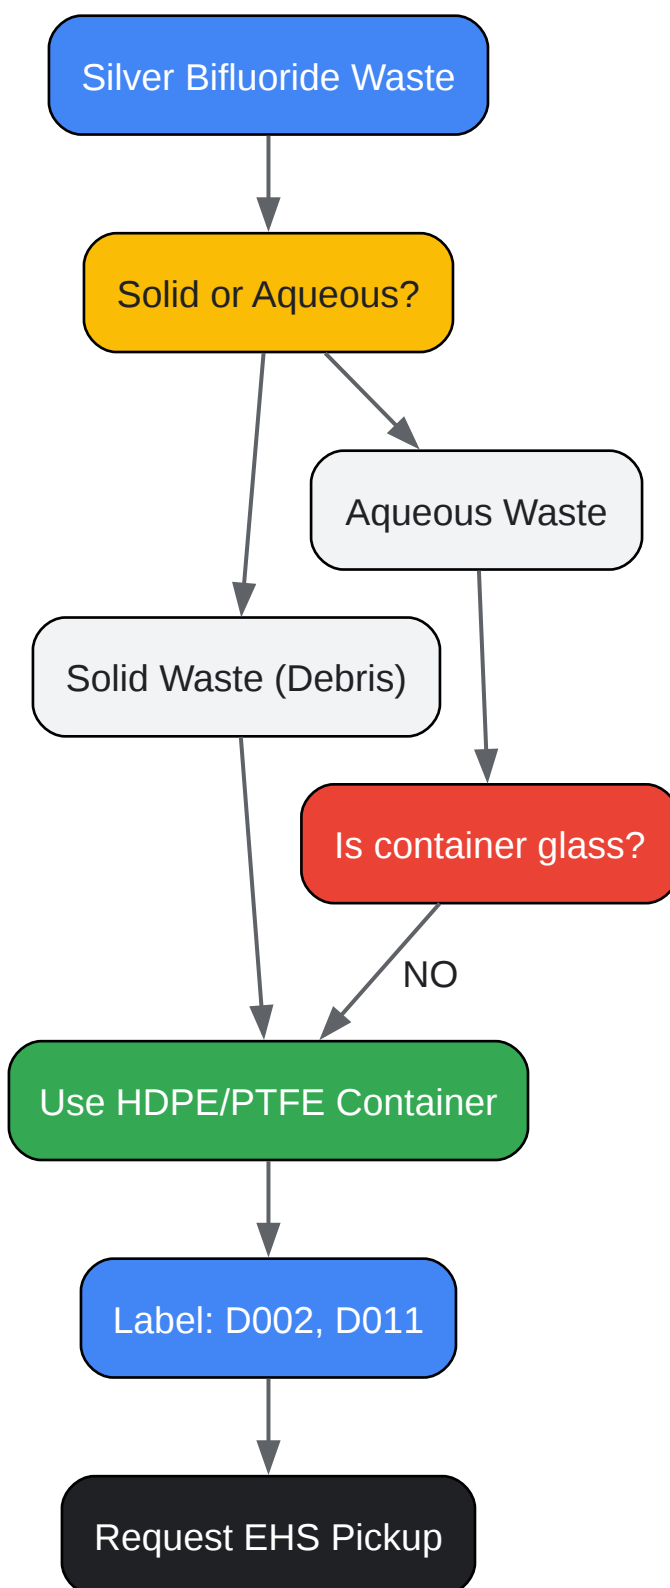 Silver Bifluoride Waste
Solid or Aqueous?
Aqueous Waste
Solid Waste (Debris)
Is container glass?
NO
Use HDPE/PTFE Container
Label: D002, D011
Request EHS Pickup